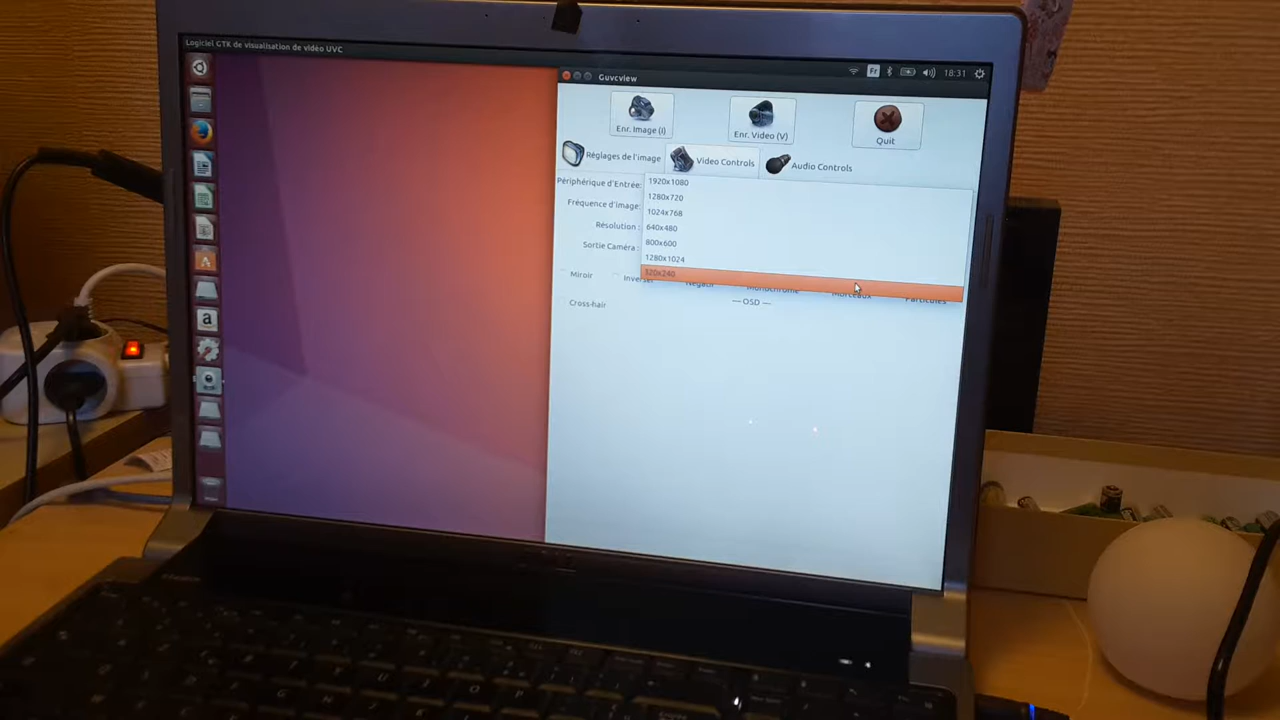 Logiciel GTK de visualisation de vidéo UVC
Fr 18:31
Guvcview
Enr. Image (I)
Enr. Video (V)
Quit
Réglages de l'image
Video Controls
Audio Controls
Périphérique d'Entrée:
1920x1080
1280x720
Fréquence d'image:
1024x768
Résolution :
640x480
Sortie Caméra :
800x600
1280x1024
320x240
Miroir
Inverser
Négatif
Monochrome
Morceaux
Particules
Cross-hair
--- OSD ---
a